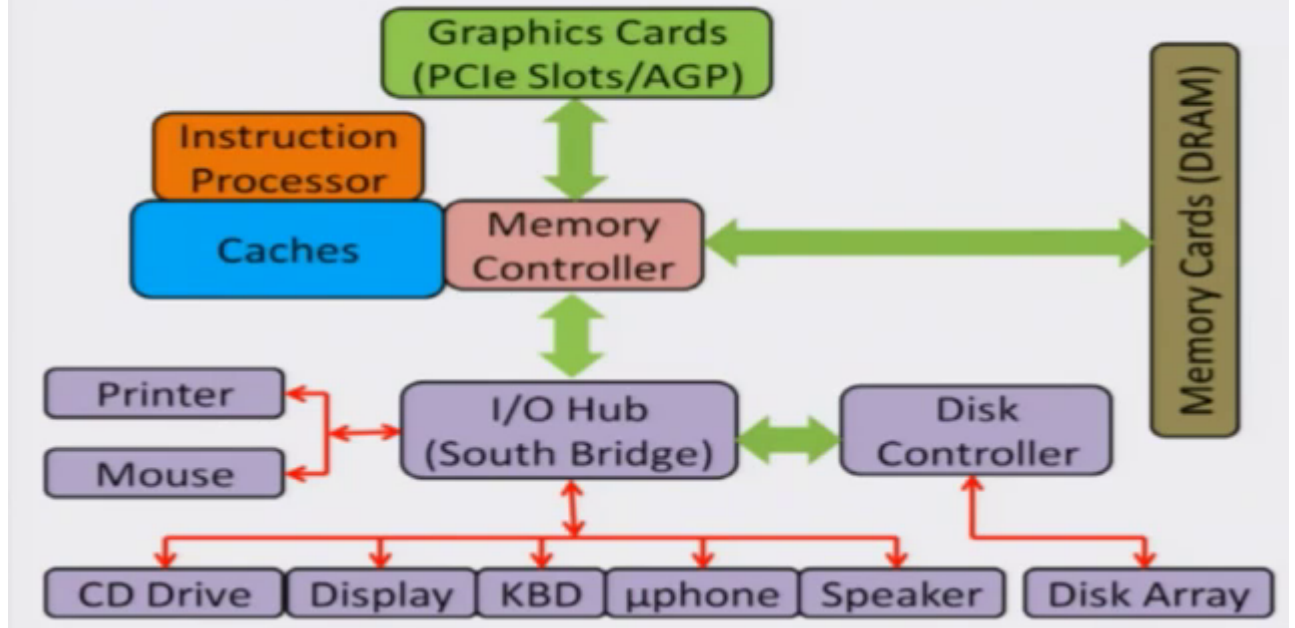 Graphics Cards
(PCIe Slots/AGP)
Instruction
Processor
Caches
Memory
Controller
Memory Cards (DRAM)
Printer
Mouse
I/O Hub
(South Bridge)
Disk
Controller
CD Drive
Display
KBD
μphone
Speaker
Disk Array